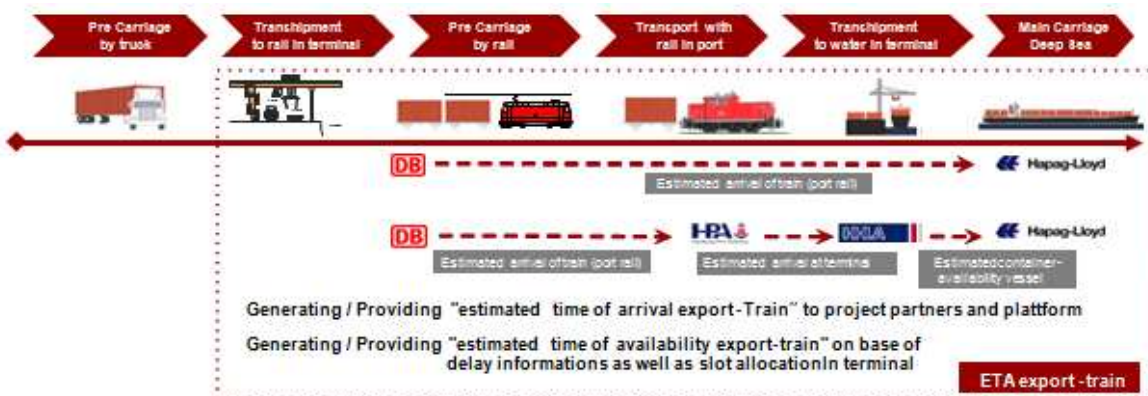 Pre Carriage
by truck
Transhipment
to rail in terminal
Pre Carriage
by rail
Transport with
rail in port
Transhipment
to water in terminal
Main Carriage
Deep Sea
DB
Hapag-Lloyd
Estimated arrival of train (port rail)
DB
HPA
HHLA
Hapag-Lloyd
Estimated arrival of train (port rail)
Estimated arrival at terminal
Estimated container-
availability vessel
Generating / Providing "estimated time of arrival export-Train" to project partners and plattform
Generating / Providing "estimated time of availability export-train" on base of
delay informations as well as slot allocationIn terminal
ETA export-train